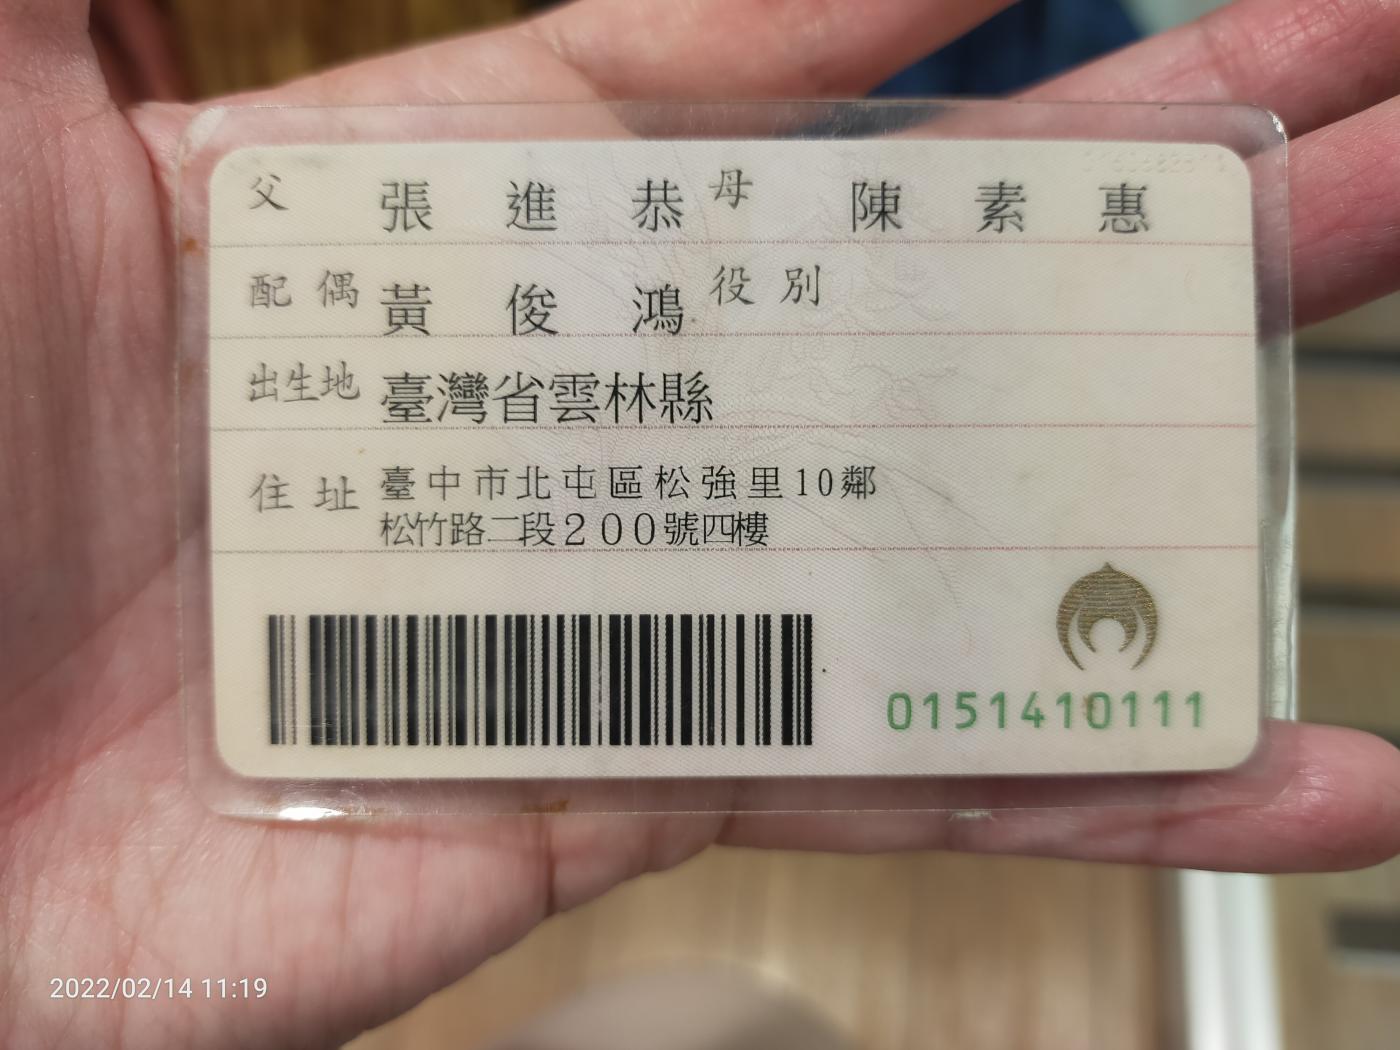 父 張進恭 母 陳素惠
配偶 黃俊鴻 役別
出生地 臺灣省雲林縣
住址 臺中市北屯區松強里10鄰
松竹路二段200號四樓
0151410111
2022/02/14 11:19